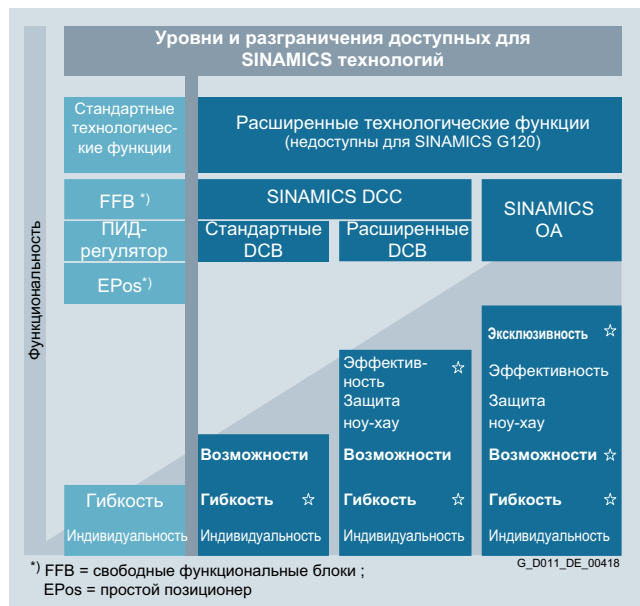 Уровни и разграничения доступных для
SINAMICS технологий
Стандартные
технологичес-
кие функции
Расширенные технологические функции
(недоступны для SINAMICS G120)
FFB *)
SINAMICS DCC
SINAMICS
OA
ПИД-
регулятор
Стандартные
DCB
Расширенные
DCB
EPos*)
Функциональность
Гибкость
Индивидуальность
Возможности
Гибкость ☆
Индивидуальность
Эффектив- ☆
ность
Защита
ноу-хау
Возможности
Гибкость ☆
Индивидуальность
Эксклюзивность ☆
Эффективность
Защита
ноу-хау
Возможности ☆
Гибкость ☆
Индивидуальность
*) FFB = свободные функциональные блоки ;
EPos = простой позиционер
G_D011_DE_00418